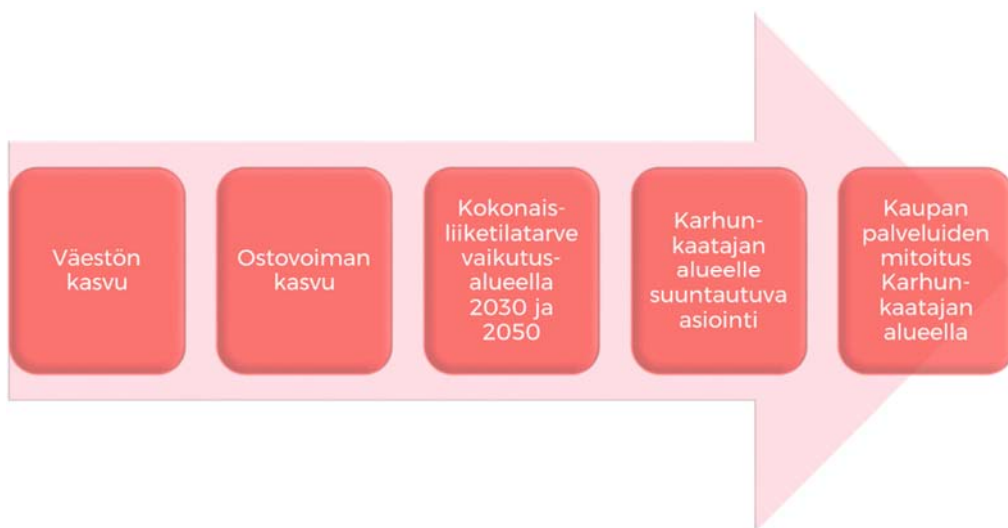 Väestön
kasvu
Ostovoiman
kasvu
Kokonais-
liiketilatarve
vaikutus-
alueella
2030 ja
2050
Karhun-
kaatajan
alueelle
suuntautuva
asiointi
Kaupan
palveluiden
mitoitus
Karhun-
kaatajan
alueella